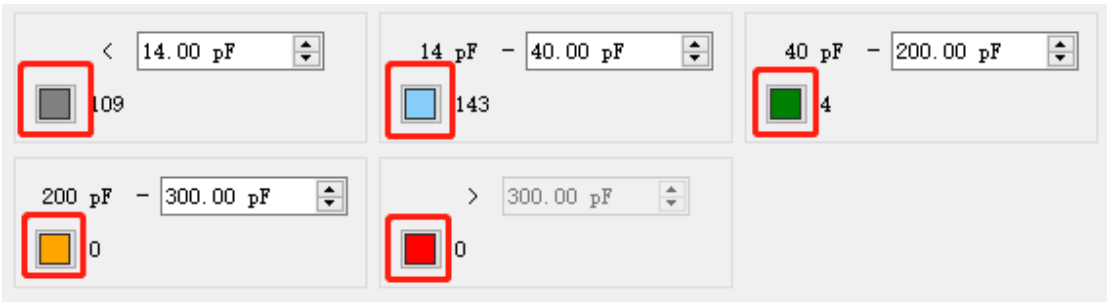 < 14.00 pF
14 pF - 40.00 pF
40 pF - 200.00 pF
109
143
4
200 pF - 300.00 pF
> 300.00 pF
0
0